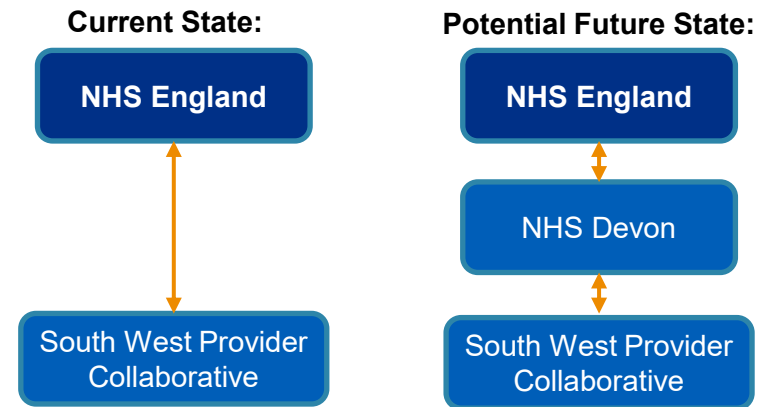 Current State:
NHS England
South West Provider
Collaborative
Potential Future State:
NHS England
NHS Devon
South West Provider
Collaborative